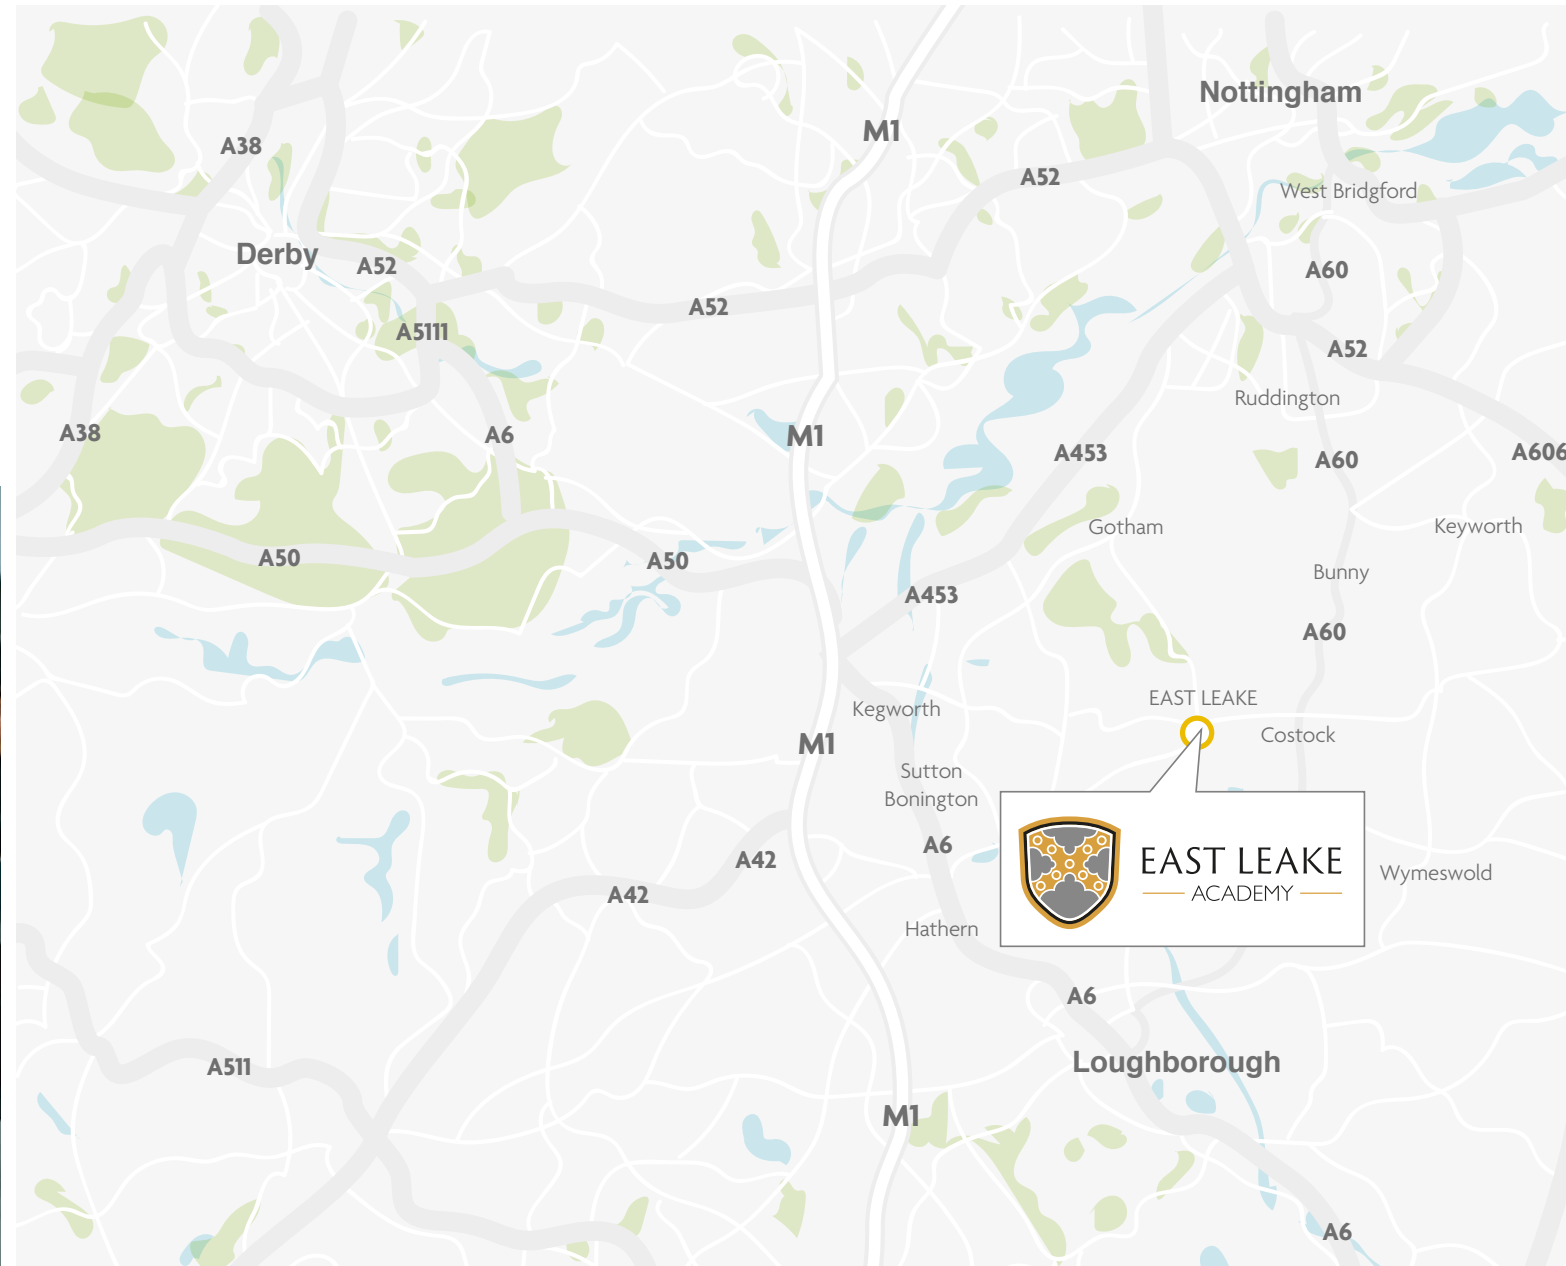 Nottingham
M1
A38
A52
West Bridgford
Derby
A52
A60
A52
A5111
A52
Ruddington
A38
A6
M1
A453
A60
A606
Gotham
Keyworth
A50
A50
Bunny
A453
A60
EAST LEAKE
Kegworth
Costock
M1
Sutton
Bonington
A6
A42
EAST LEAKE
ACADEMY
Wymeswold
A42
Hathern
A6
Loughborough
A511
M1
A6